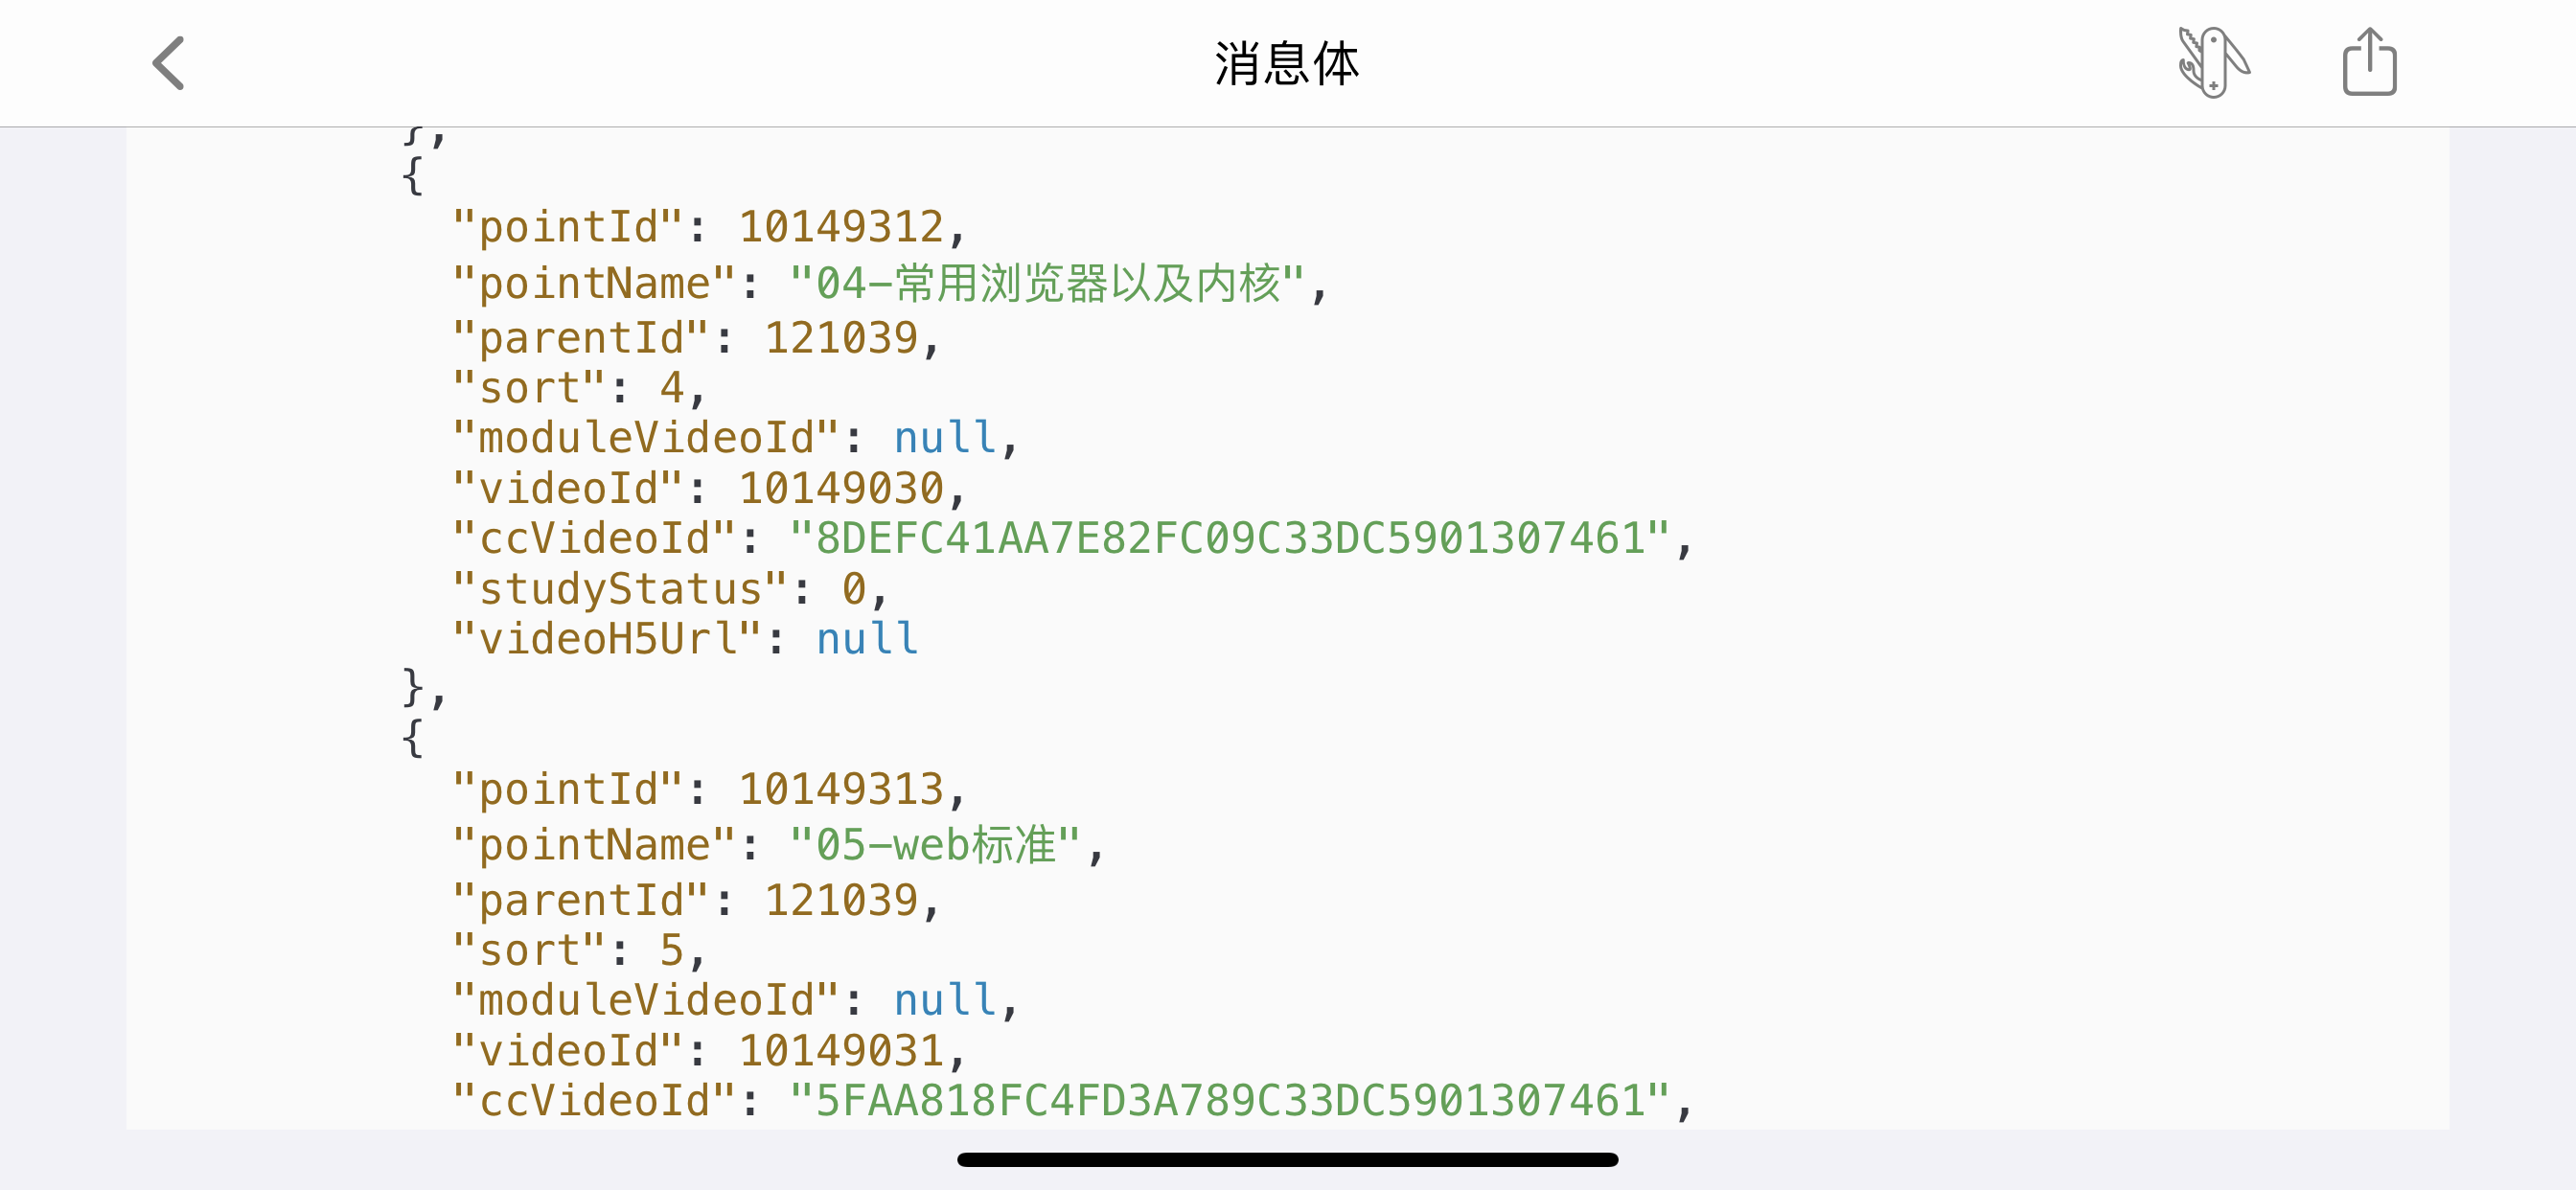 消息体
},
{
"pointId": 10149312,
"pointName": "04-常用浏览器以及内核",
"parentId": 121039,
"sort": 4,
"moduleVideoId": null,
"videoId": 10149030,
"ccVideoId": "8DEFC41AA7E82FC09C33DC5901307461",
"studyStatus": 0,
"videoH5Url": null
},
{
"pointId": 10149313,
"pointName": "05-web标准",
"parentId": 121039,
"sort": 5,
"moduleVideoId": null,
"videoId": 10149031,
"ccVideoId": "5FAA818FC4FD3A789C33DC5901307461",